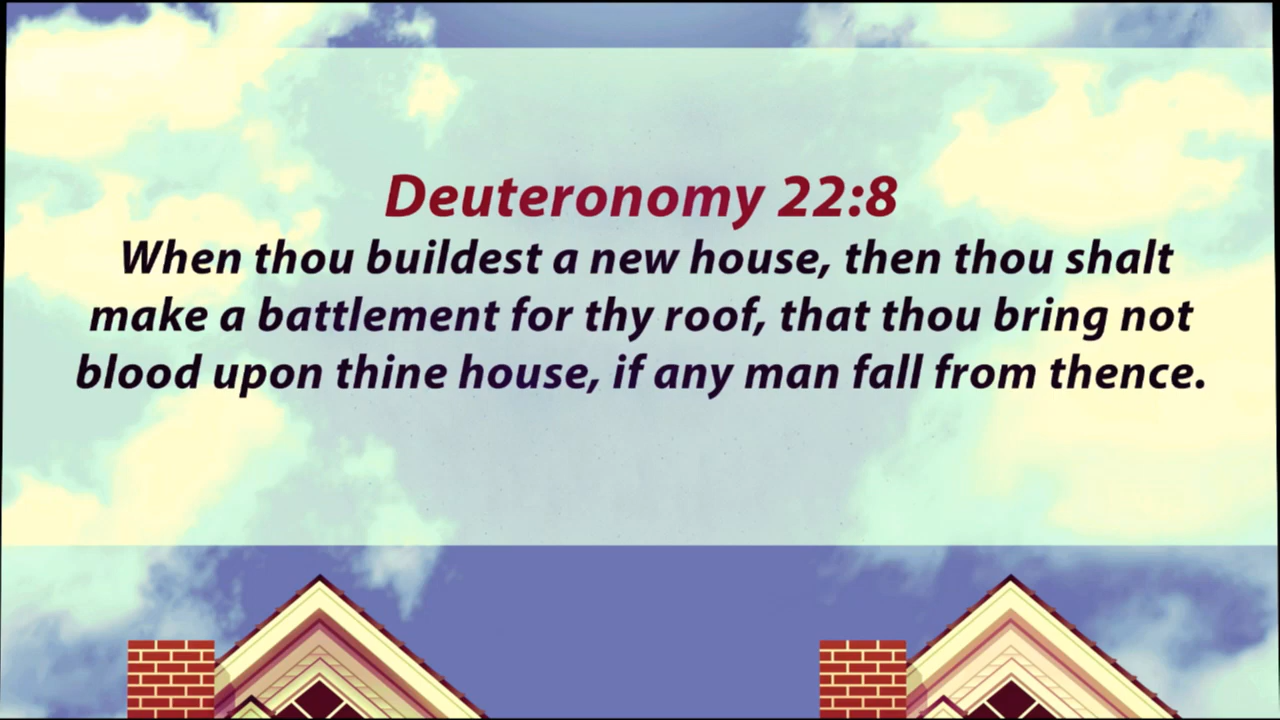 Deuteronomy 22:8
When thou buildest a new house, then thou shalt
make a battlement for thy roof, that thou bring not
blood upon thine house, if any man fall from thence.